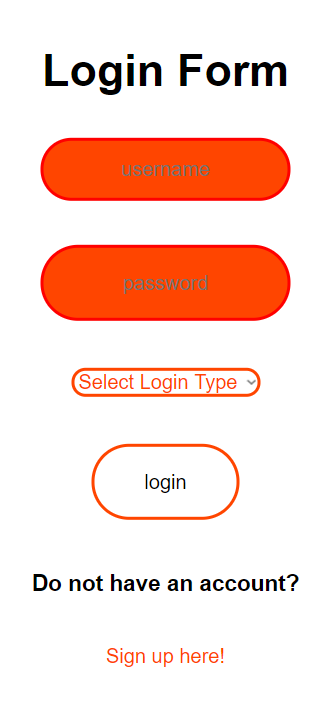 Login Form
username
password
Select Login Type
login
Do not have an account?
Sign up here!